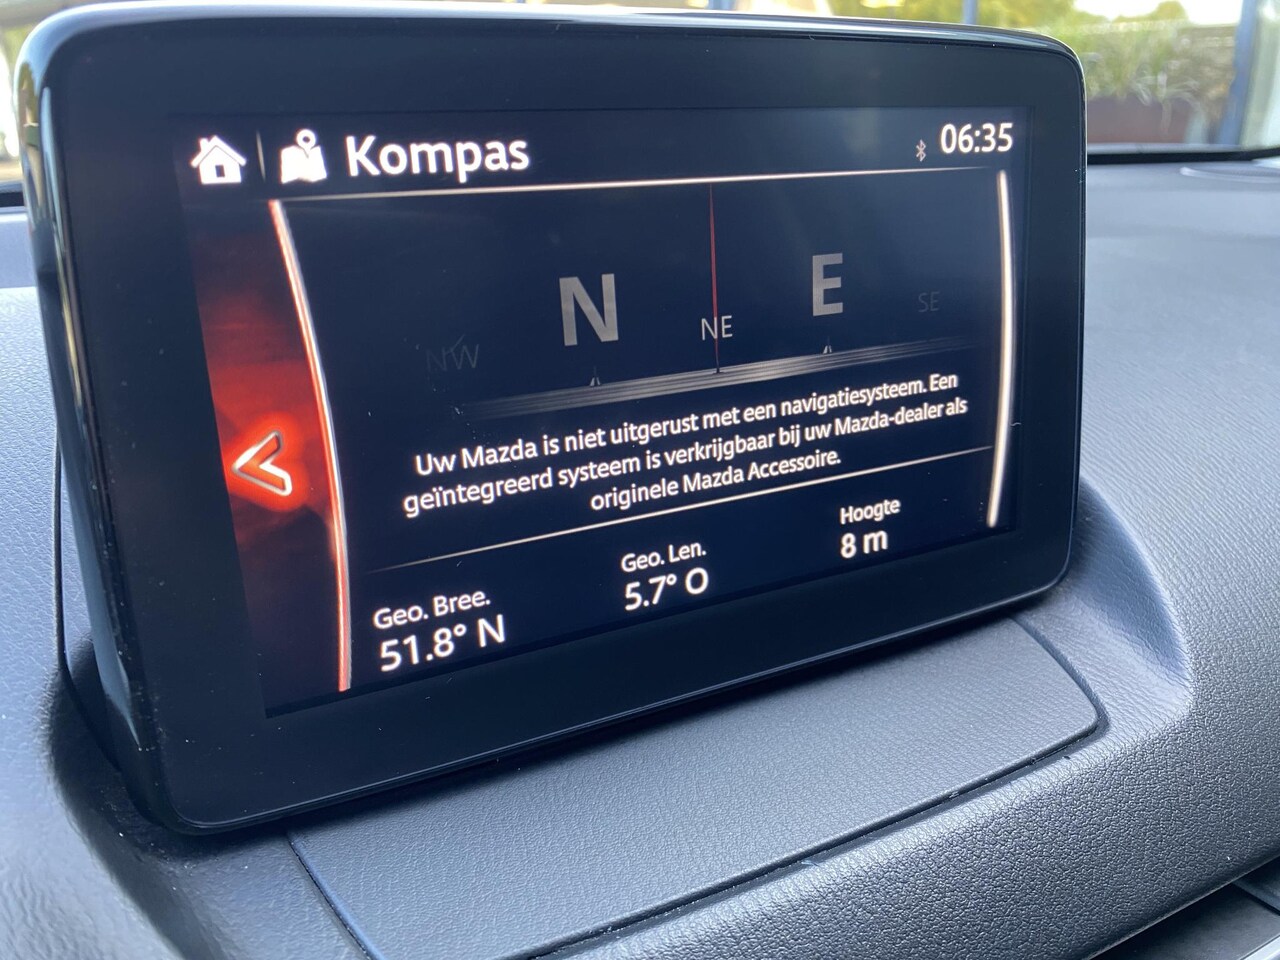 Kompas
06:35
NW N NE E SE
Uw Mazda is niet uitgerust met een navigatiesysteem. Een
geïntegreerd systeem is verkrijgbaar bij uw Mazda-dealer als
originele Mazda Accessoire.
Geo. Bree. Geo. Len. Hoogte
51.8° N 5.7° O 8 m